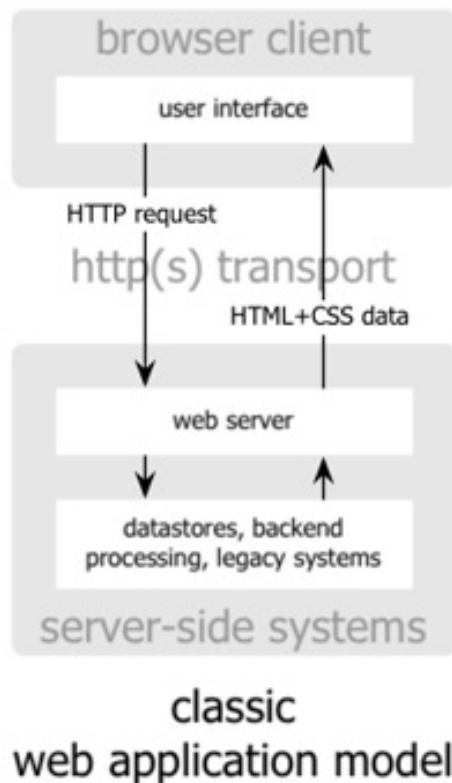 browser client
user interface
HTTP request
http(s) transport
HTML+CSS data
web server
datastores, backend
processing, legacy systems
server-side systems
classic
web application model